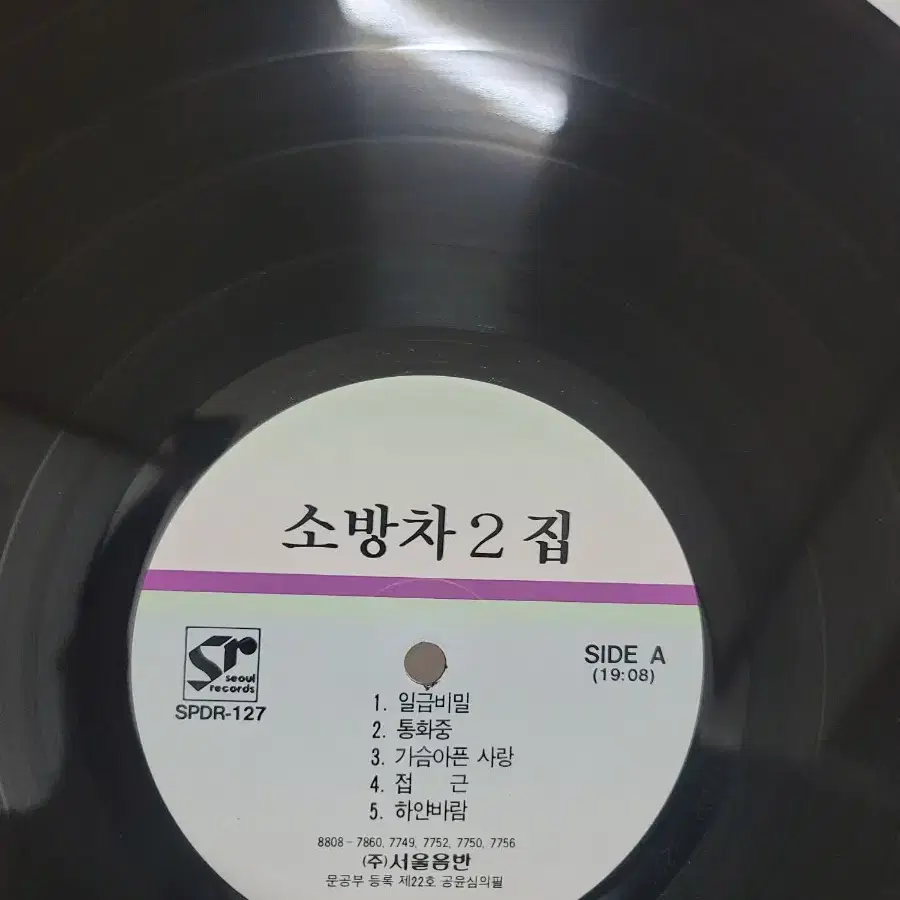 소방차 2 집
sr
seoul
records
SPDR-127
SIDE A
(19:08)
1. 일급비밀
2. 통화중
3. 가슴아픈 사랑
4. 접 근
5. 하얀바람
8808-7860, 7749, 7752, 7750, 7756
(주)서울음반
문공부 등록 제22호 공윤심의필